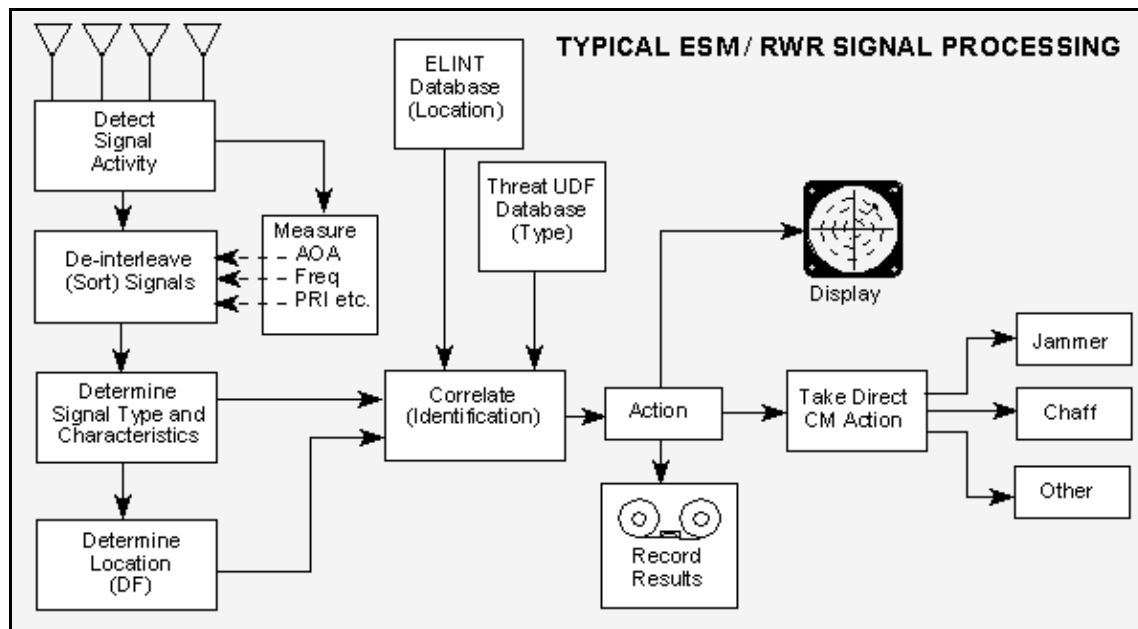 TYPICAL ESM / RWR SIGNAL PROCESSING
Detect
Signal
Activity
ELINT
Database
(Location)
Threat UDF
Database
(Type)
Measure
AOA
Freq
PRI etc.
De-interleave
(Sort) Signals
Display
Determine
Signal Type and
Characteristics
Correlate
(Identification)
Action
Take Direct
CM Action
Jammer
Chaff
Other
Determine
Location
(DF)
Record
Results